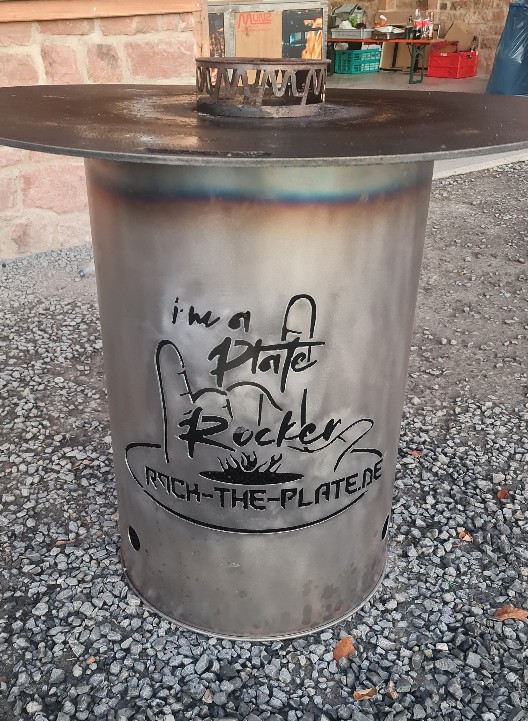 i'm a
Plate
Rocker
ROCK-THE-PLATE.DE